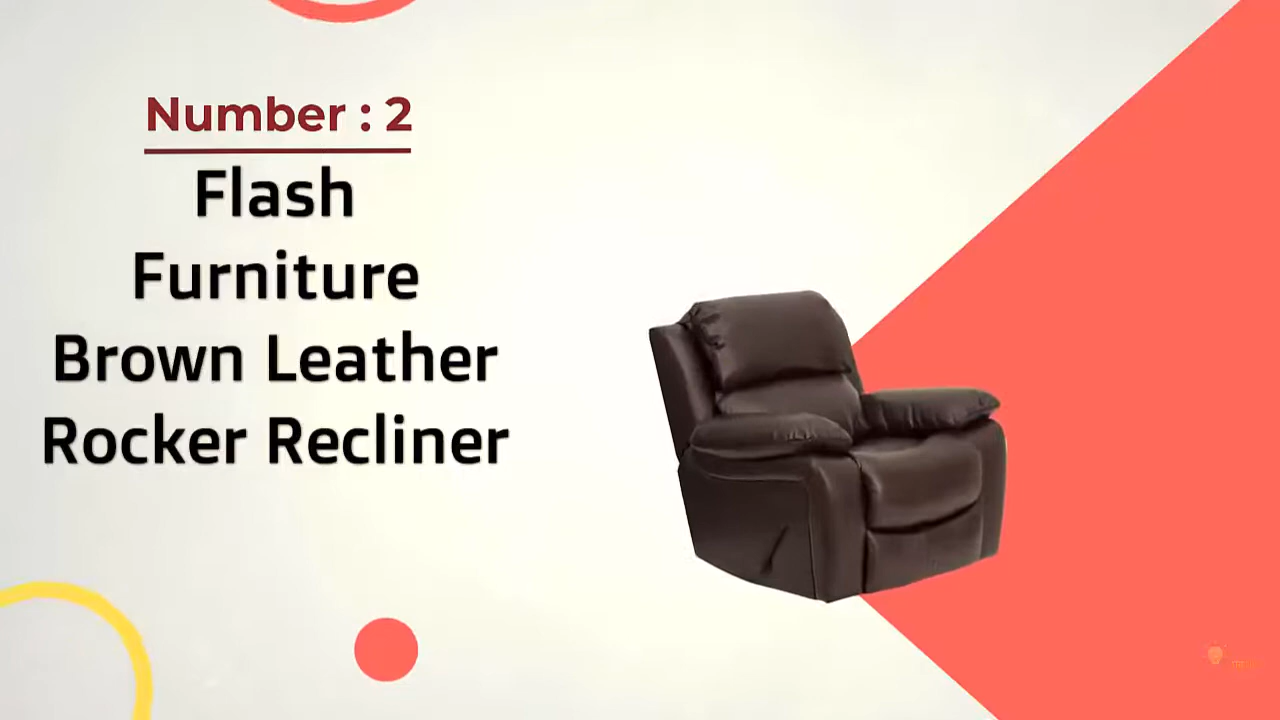 Number : 2
Flash
Furniture
Brown Leather
Rocker Recliner